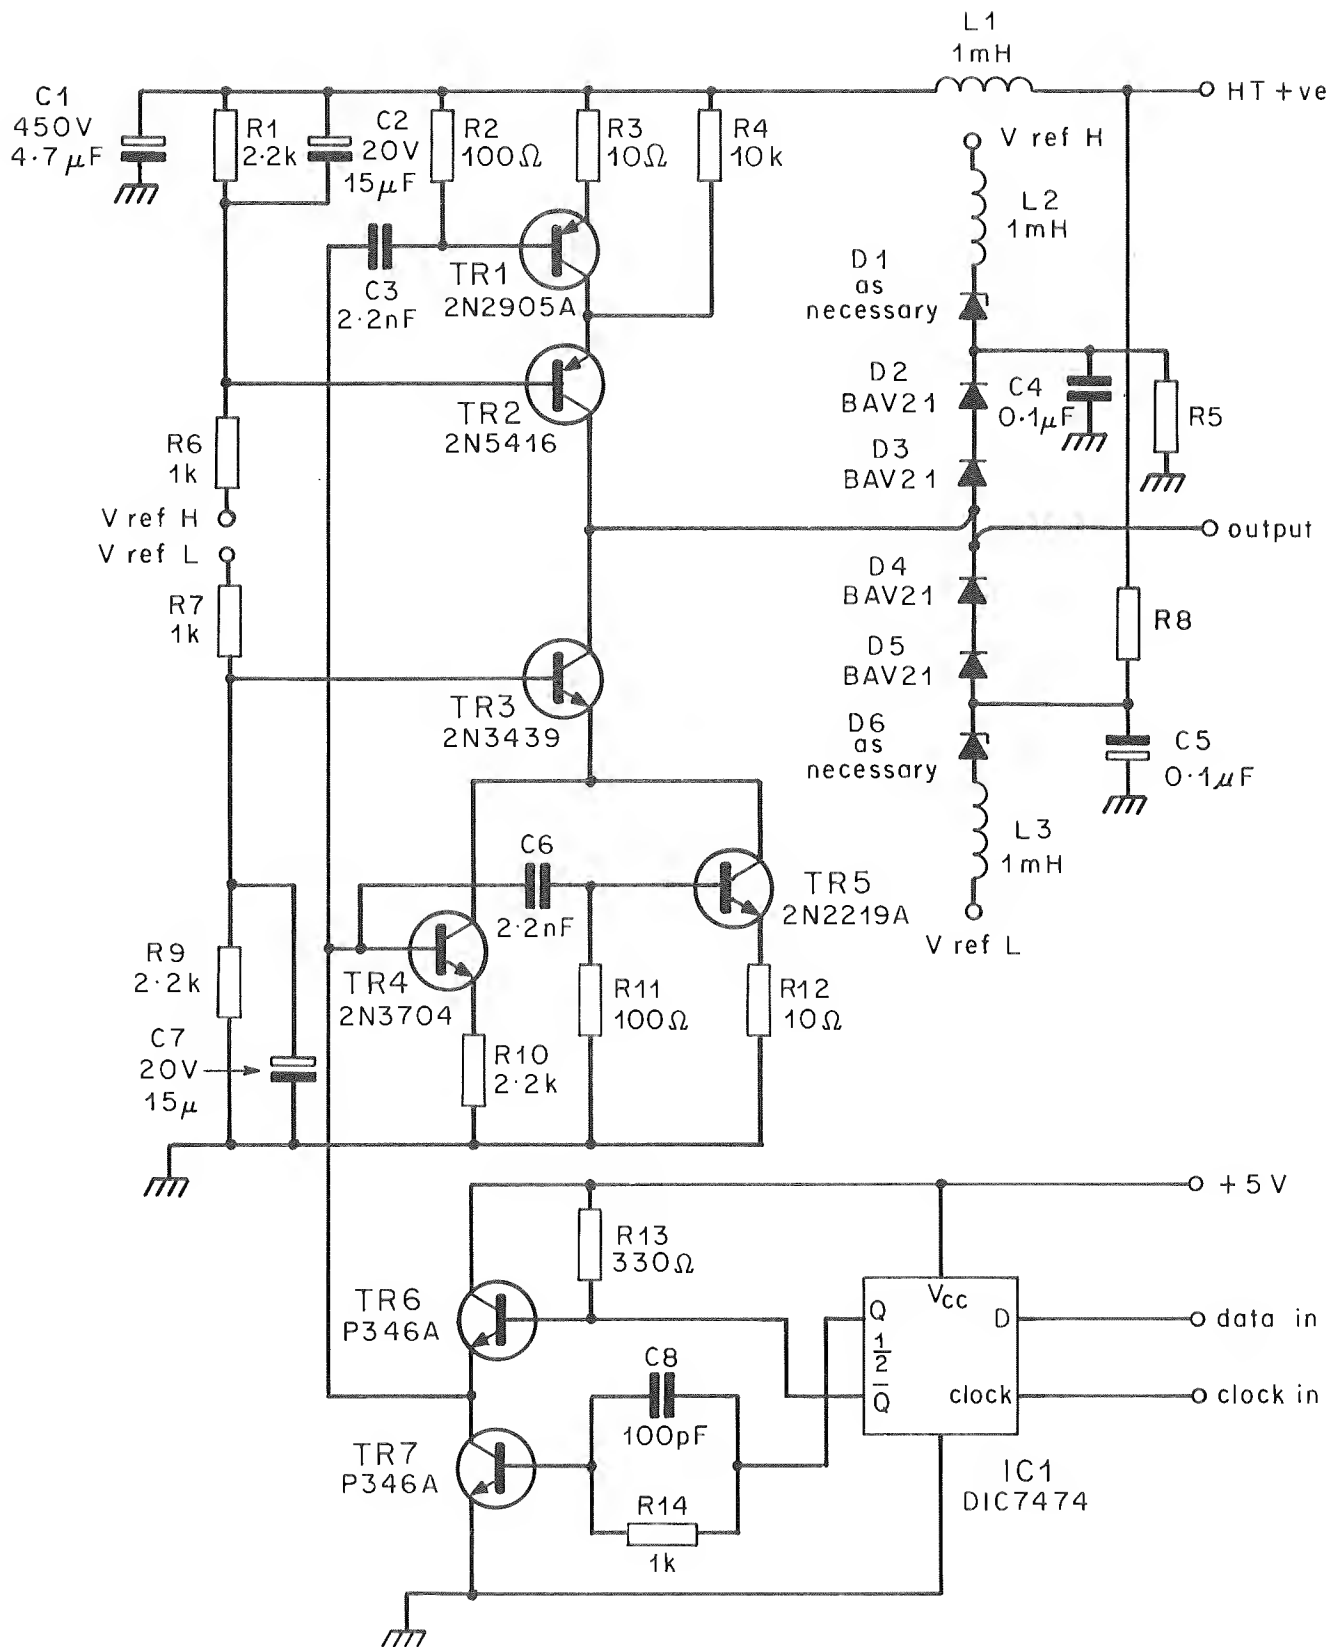 L1
1mH
HT +ve
C1
450V
4·7μF
R1
2·2k
C2
20V
15μF
R2
100Ω
R3
10Ω
R4
10k
V ref H
L2
1mH
C3
2·2nF
TR1
2N2905A
D1
as
necessary
TR2
2N5416
D2
BAV21
C4
0·1μF
R5
R6
1k
D3
BAV21
V ref H
V ref L
output
R7
1k
D4
BAV21
R8
D5
BAV21
TR3
2N3439
D6
as
necessary
C5
0·1μF
L3
1mH
C6
2·2nF
TR5
2N2219A
V ref L
R9
2·2k
TR4
2N3704
R11
100Ω
R12
10Ω
C7
20V
15μ
R10
2·2k
+5V
R13
330Ω
TR6
P346A
Vcc
Q
D
data in
1/2
Q̅
clock
clock in
C8
100pF
TR7
P346A
R14
1k
IC1
DIC7474